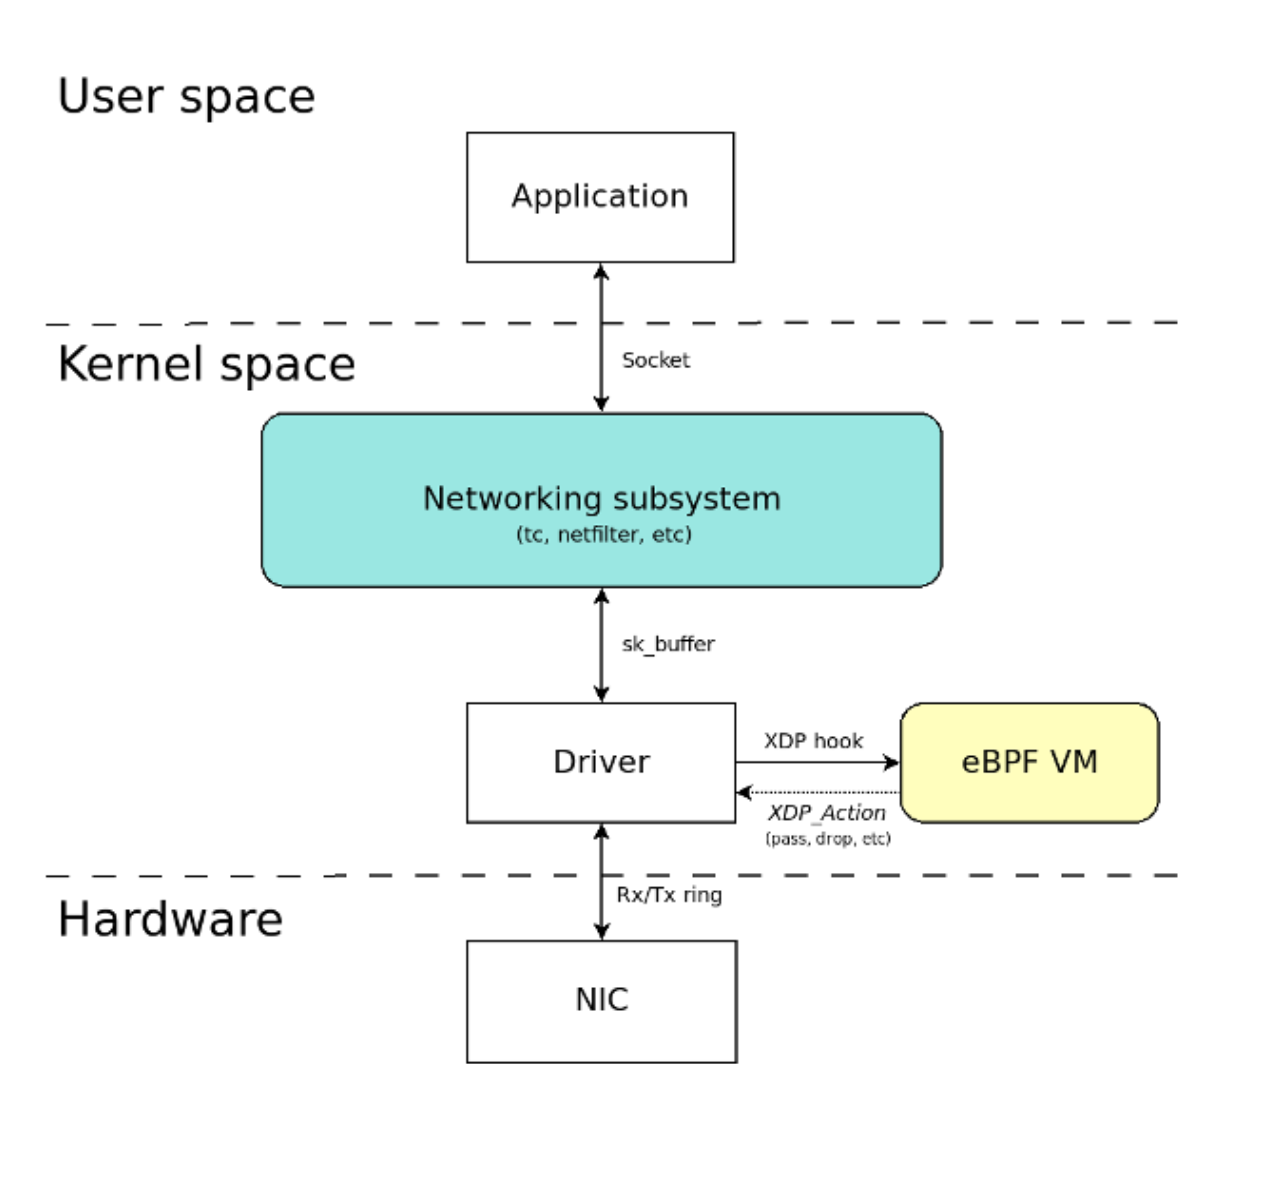 User space
Application
Kernel space
Socket
Networking subsystem
(tc, netfilter, etc)
sk_buffer
Driver
XDP hook
eBPF VM
XDP_Action
(pass, drop, etc)
Rx/Tx ring
Hardware
NIC